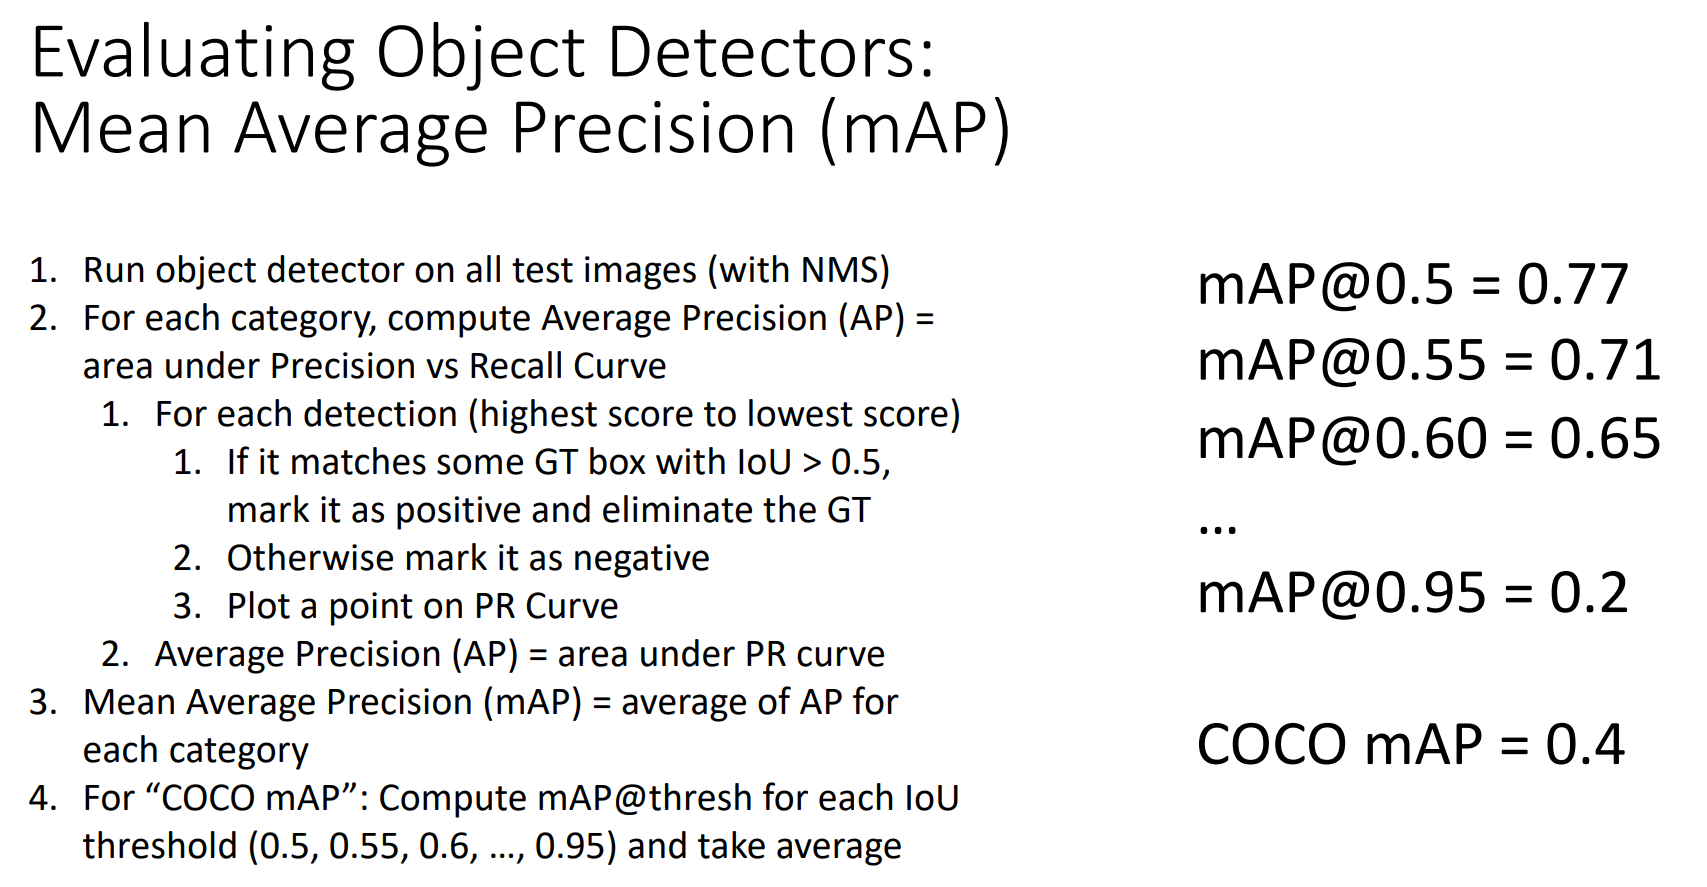 Evaluating Object Detectors:
Mean Average Precision (mAP)
1. Run object detector on all test images (with NMS)
2. For each category, compute Average Precision (AP) =
area under Precision vs Recall Curve
1. For each detection (highest score to lowest score)
1. If it matches some GT box with IoU > 0.5,
mark it as positive and eliminate the GT
2. Otherwise mark it as negative
3. Plot a point on PR Curve
2. Average Precision (AP) = area under PR curve
3. Mean Average Precision (mAP) = average of AP for
each category
4. For “COCO mAP”: Compute mAP@thresh for each IoU
threshold (0.5, 0.55, 0.6, …, 0.95) and take average
mAP@0.5 = 0.77
mAP@0.55 = 0.71
mAP@0.60 = 0.65
…
mAP@0.95 = 0.2
COCO mAP = 0.4